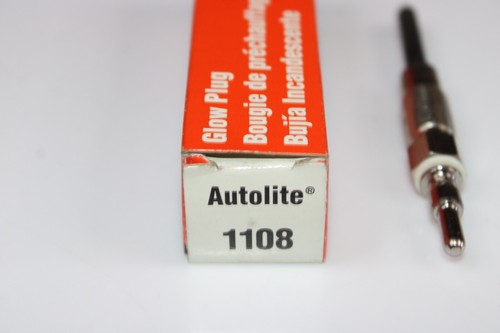 Glow Plug
Bougie de préchauffage
Bujía Incandescente
Autolite®
1108